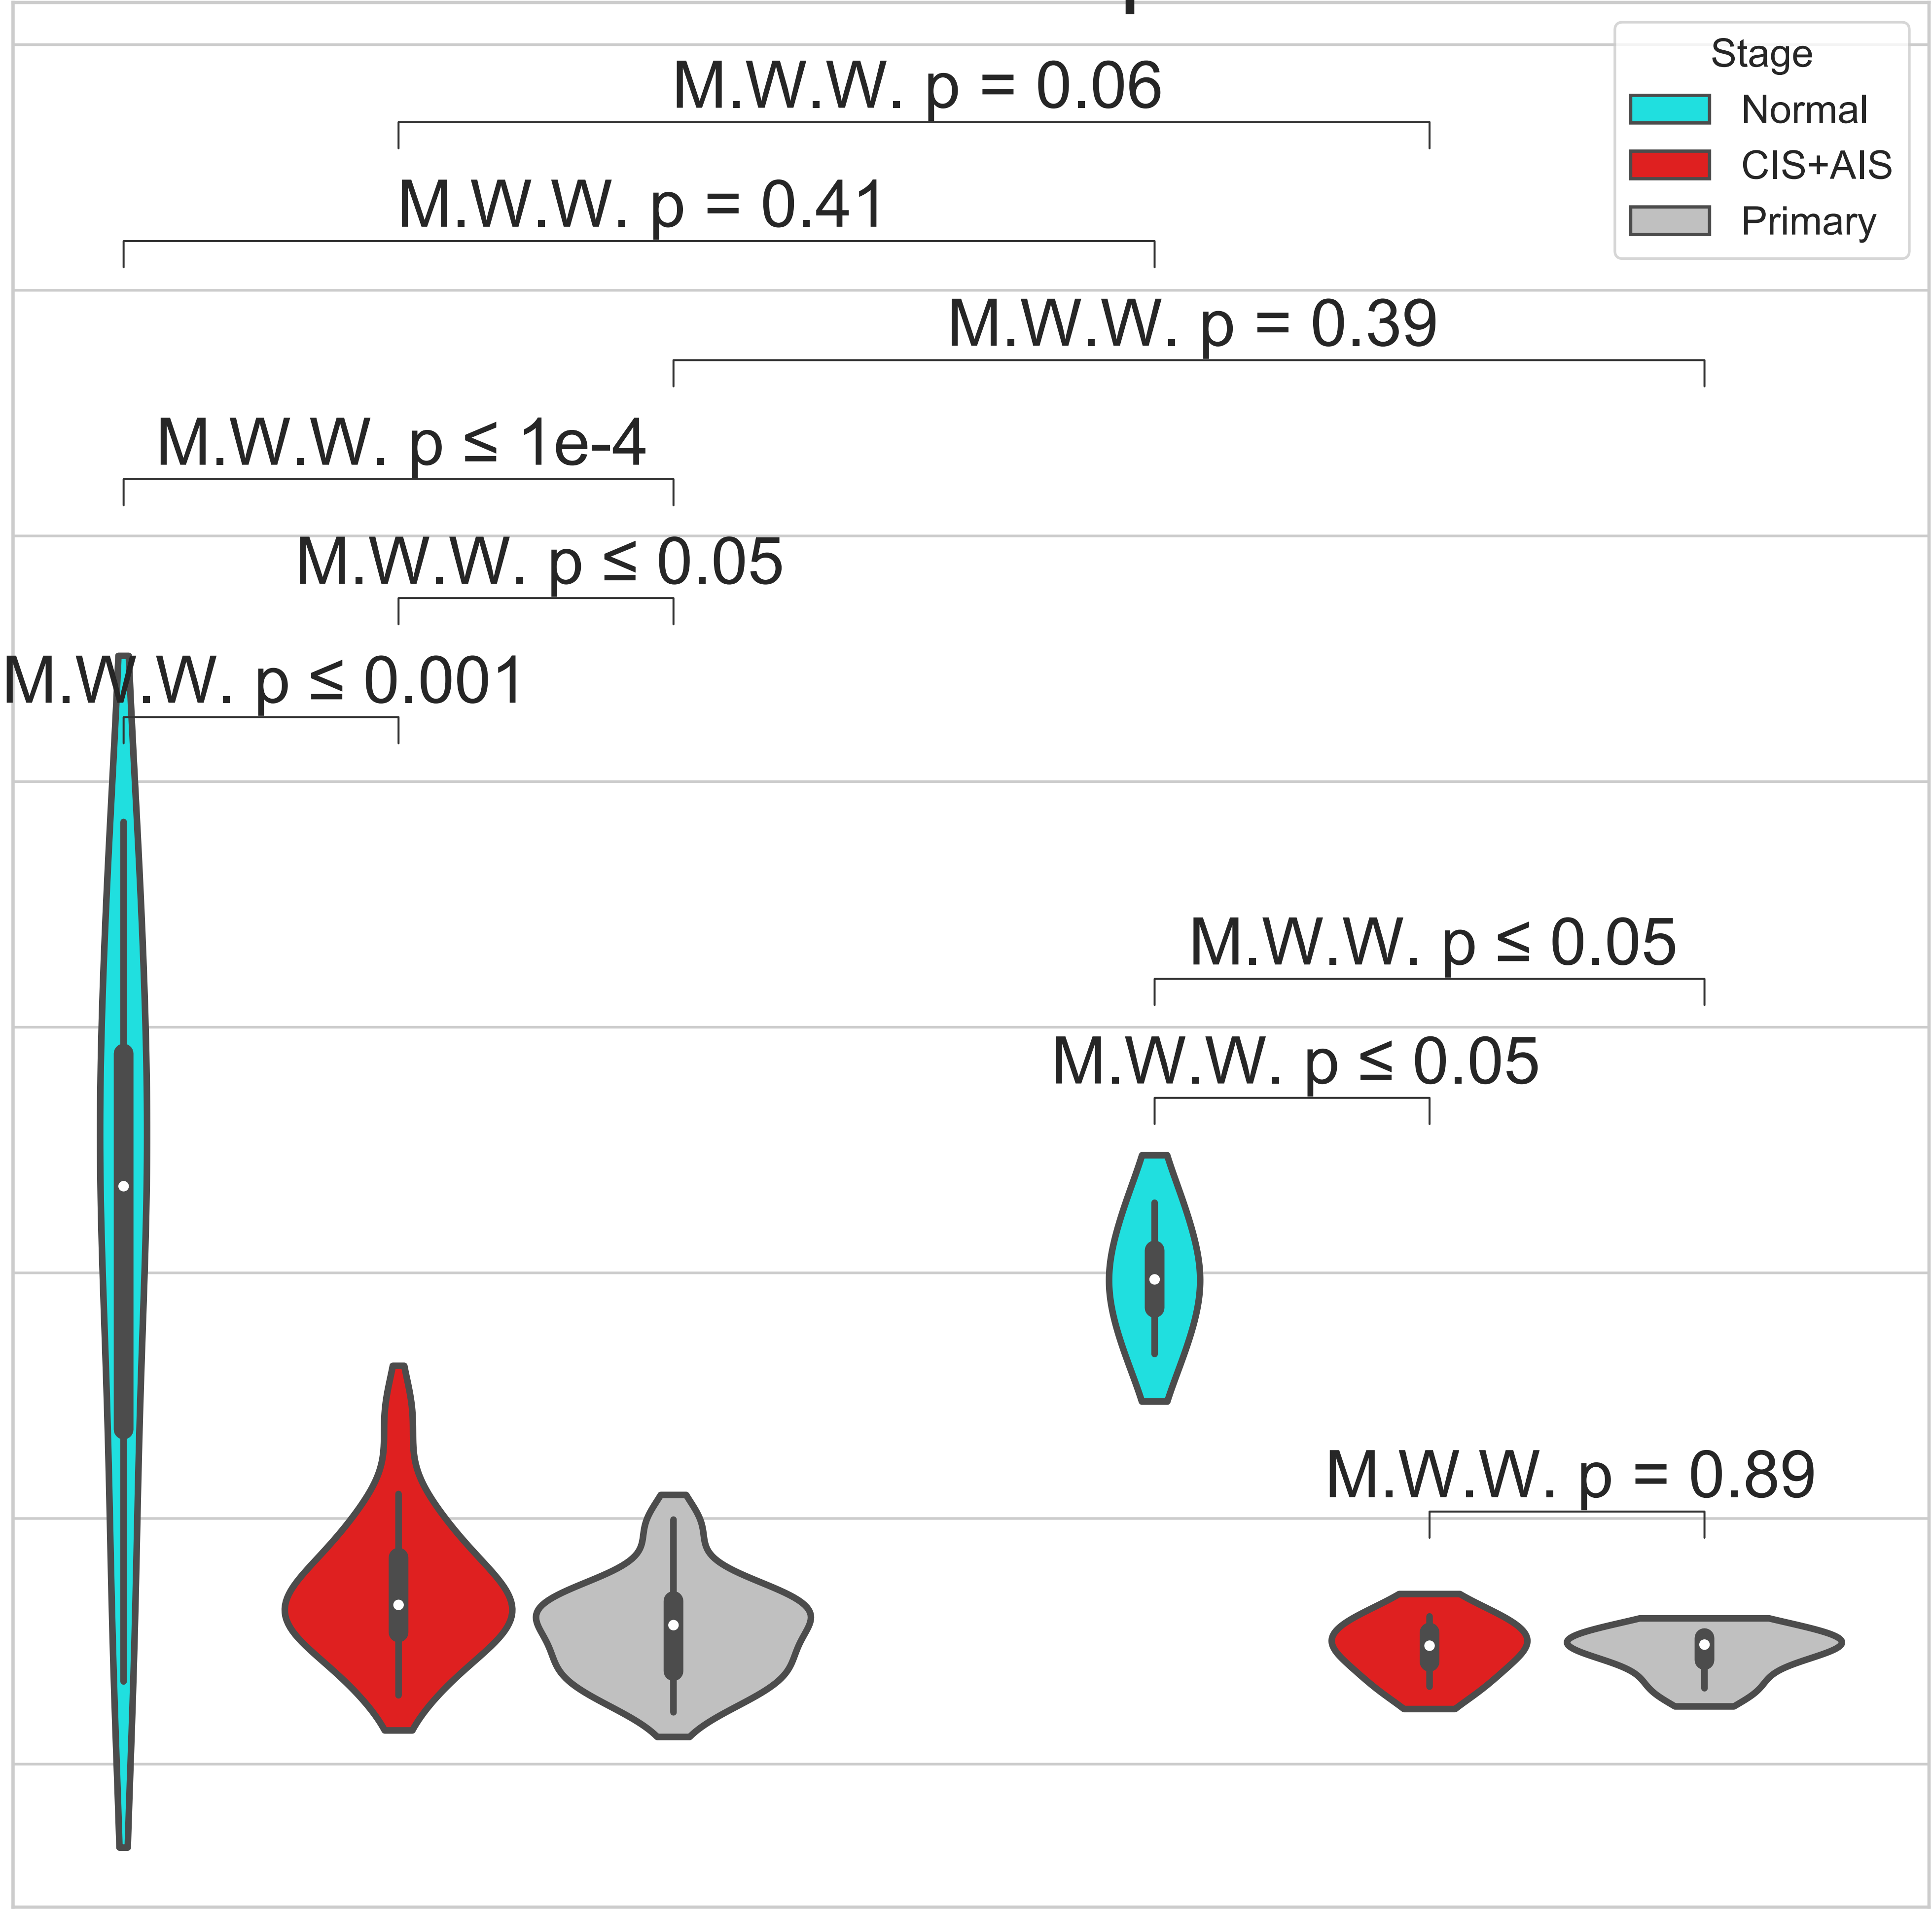 M.W.W. p = 0.06
M.W.W. p = 0.41
M.W.W. p = 0.39
M.W.W. p ≤ 1e-4
M.W.W. p ≤ 0.05
M.W.W. p ≤ 0.001
M.W.W. p ≤ 0.05
M.W.W. p ≤ 0.05
M.W.W. p = 0.89
Stage
Normal
CIS+AIS
Primary